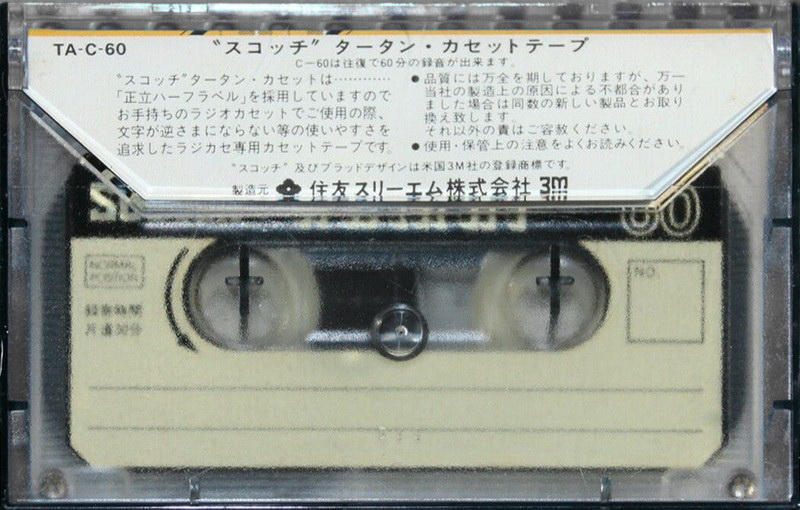 TA-C-60
"スコッチ" タータン・カセットテープ
C-60は往復で60分の録音が出来ます。
"スコッチ"タータン・カセットは…………
「正立ハーフラベル」を採用していますので
お手持ちのラジオカセットでご使用の際、
文字が逆さまにならない等の使いやすさを
追求したラジカセ専用カセットテープです。
●品質には万全を期しておりますが、万一
当社の製造上の原因による不都合があり
ました場合は同数の新しい製品とお取り
換え致します。
それ以外の責はご容赦ください。
●使用・保管上の注意をよくお読みください。
"スコッチ" 及びプラッドデザインは米国3M社の登録商標です。
製造元 住友スリーエム株式会社 3M
60
NORMAL
POSITION
録音時間
片道30分
NO.